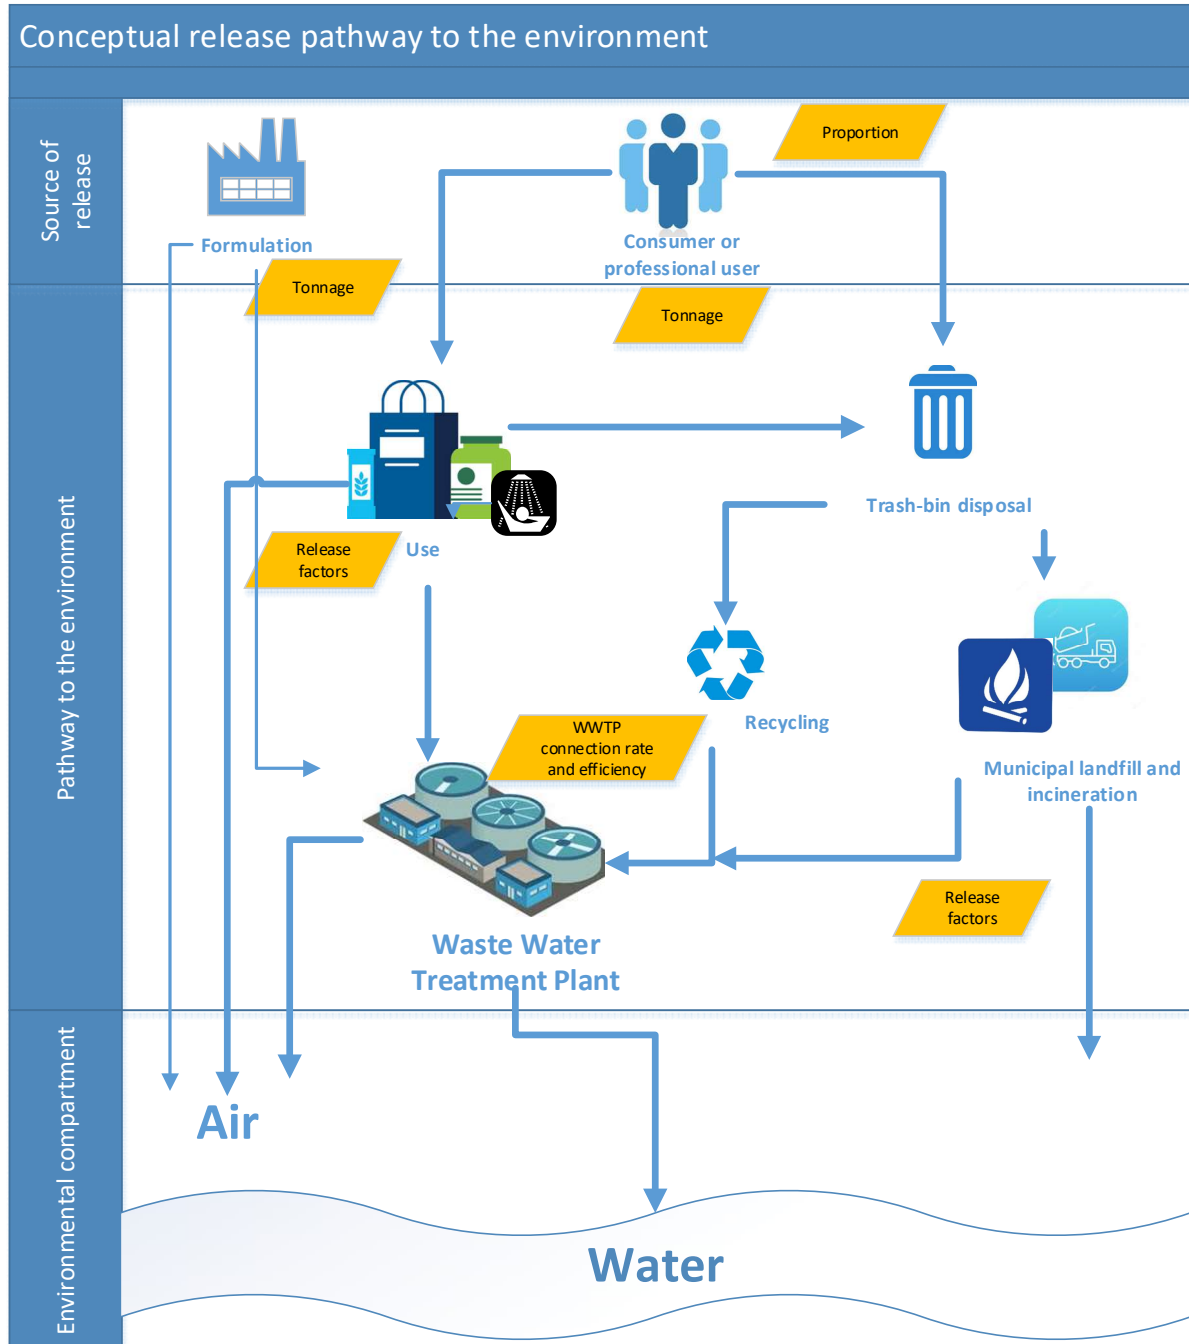 Conceptual release pathway to the environment
Source of
release
Proportion
Formulation
Consumer or
professional user
Tonnage
Tonnage
Pathway to the environment
Trash-bin disposal
Use
Release
factors
Recycling
WWTP
connection rate
and efficiency
Municipal landfill and
incineration
Release
factors
Waste Water
Treatment Plant
Environmental compartment
Air
Water